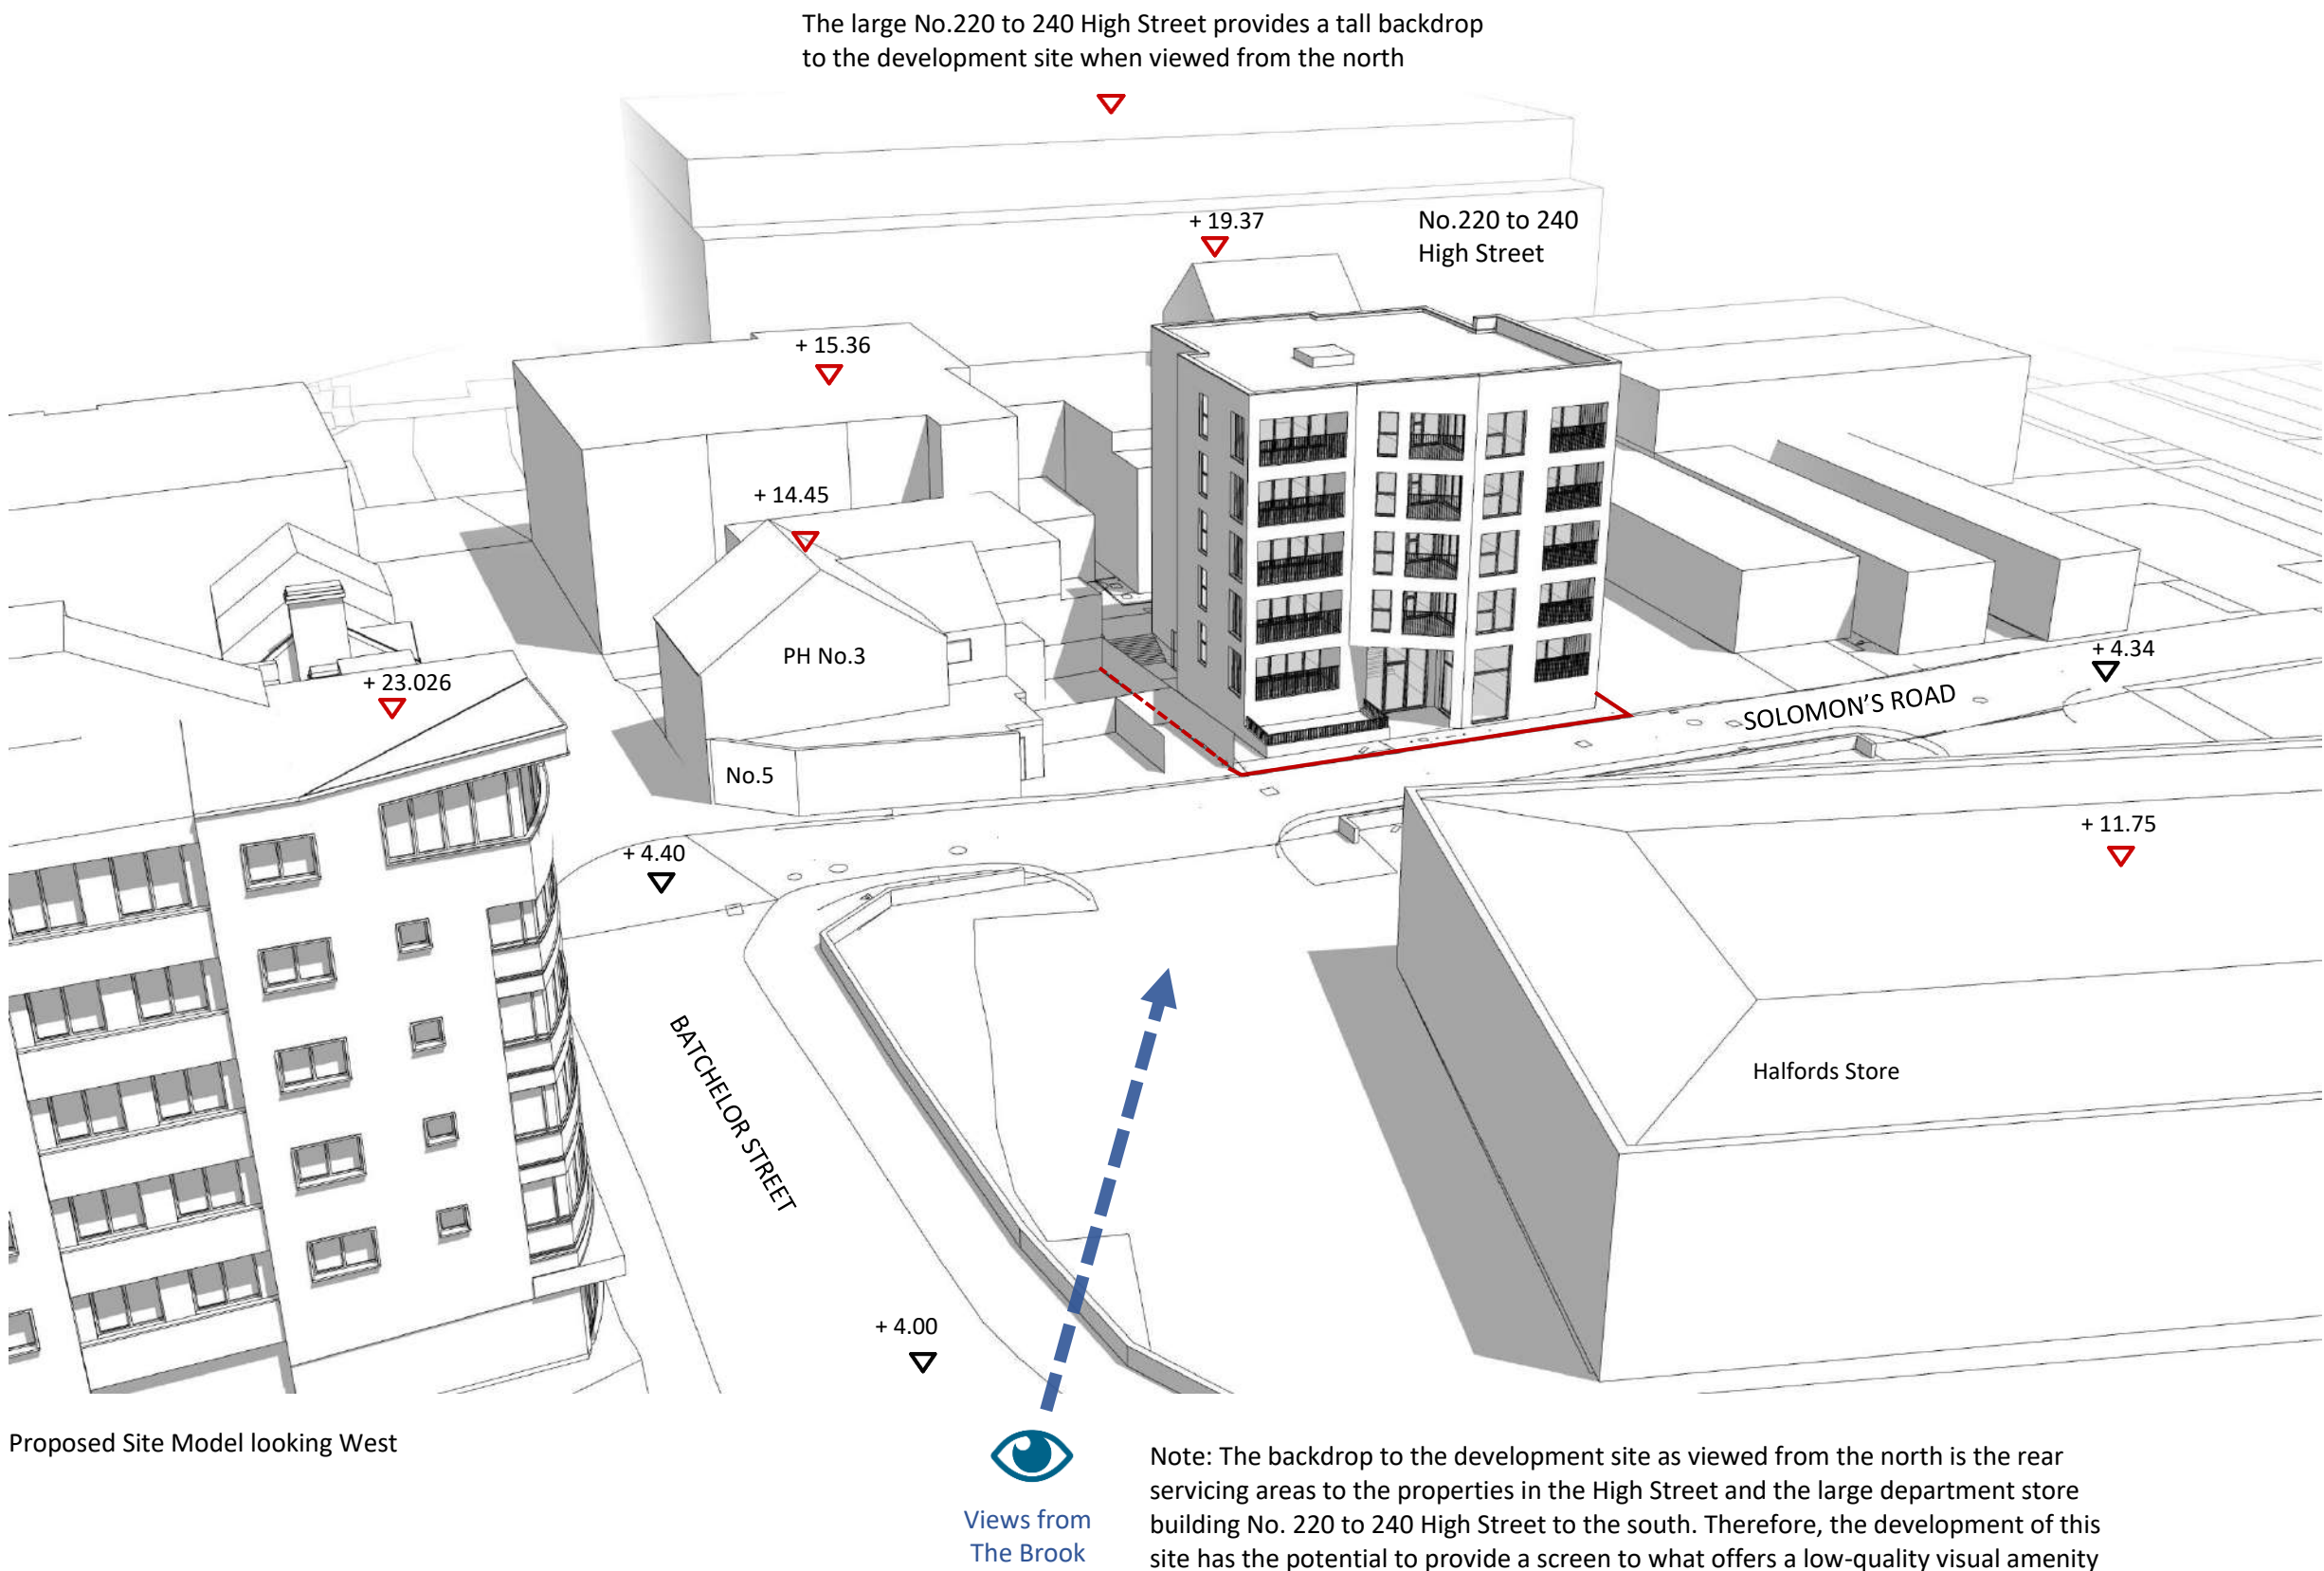 The large No.220 to 240 High Street provides a tall backdrop
to the development site when viewed from the north
+ 19.37
No.220 to 240
High Street
+ 15.36
+ 14.45
PH No.3
+ 23.026
+ 4.34
SOLOMON'S ROAD
No.5
+ 11.75
+ 4.40
BATCHELOR STREET
Halfords Store
+ 4.00
Proposed Site Model looking West
Views from
The Brook
Note: The backdrop to the development site as viewed from the north is the rear
servicing areas to the properties in the High Street and the large department store
building No. 220 to 240 High Street to the south. Therefore, the development of this
site has the potential to provide a screen to what offers a low-quality visual amenity